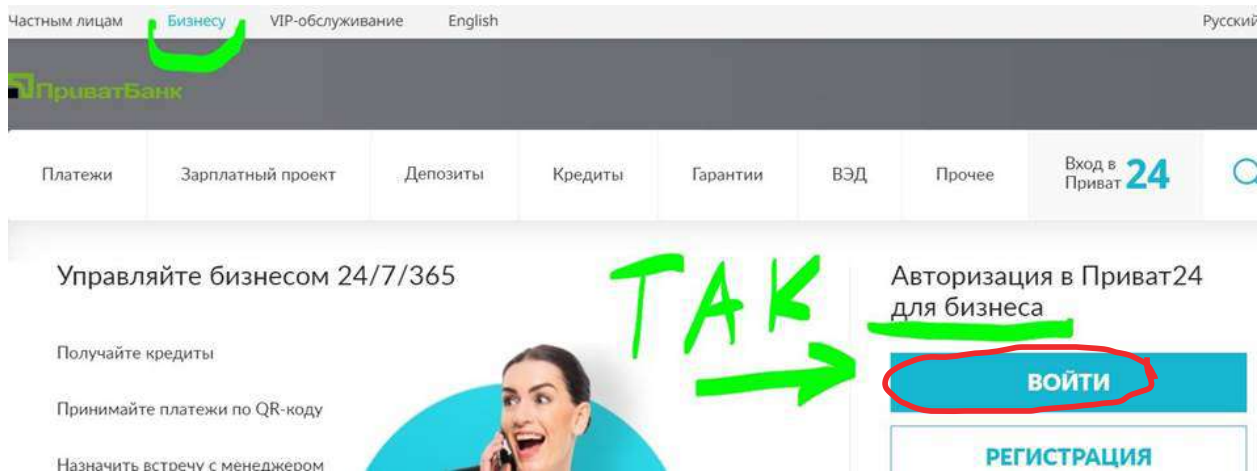 Частным лицам Бизнесу VIP-обслуживание English Русский
ПриватБанк
Платежи Зарплатный проект Депозиты Кредиты Гарантии ВЭД Прочее Вход в Приват 24
Управляйте бизнесом 24/7/365
Получайте кредиты
Принимайте платежи по QR-коду
Назначить встречу с менеджером
ТАК
Авторизация в Приват24
для бизнеса
ВОЙТИ
РЕГИСТРАЦИЯ